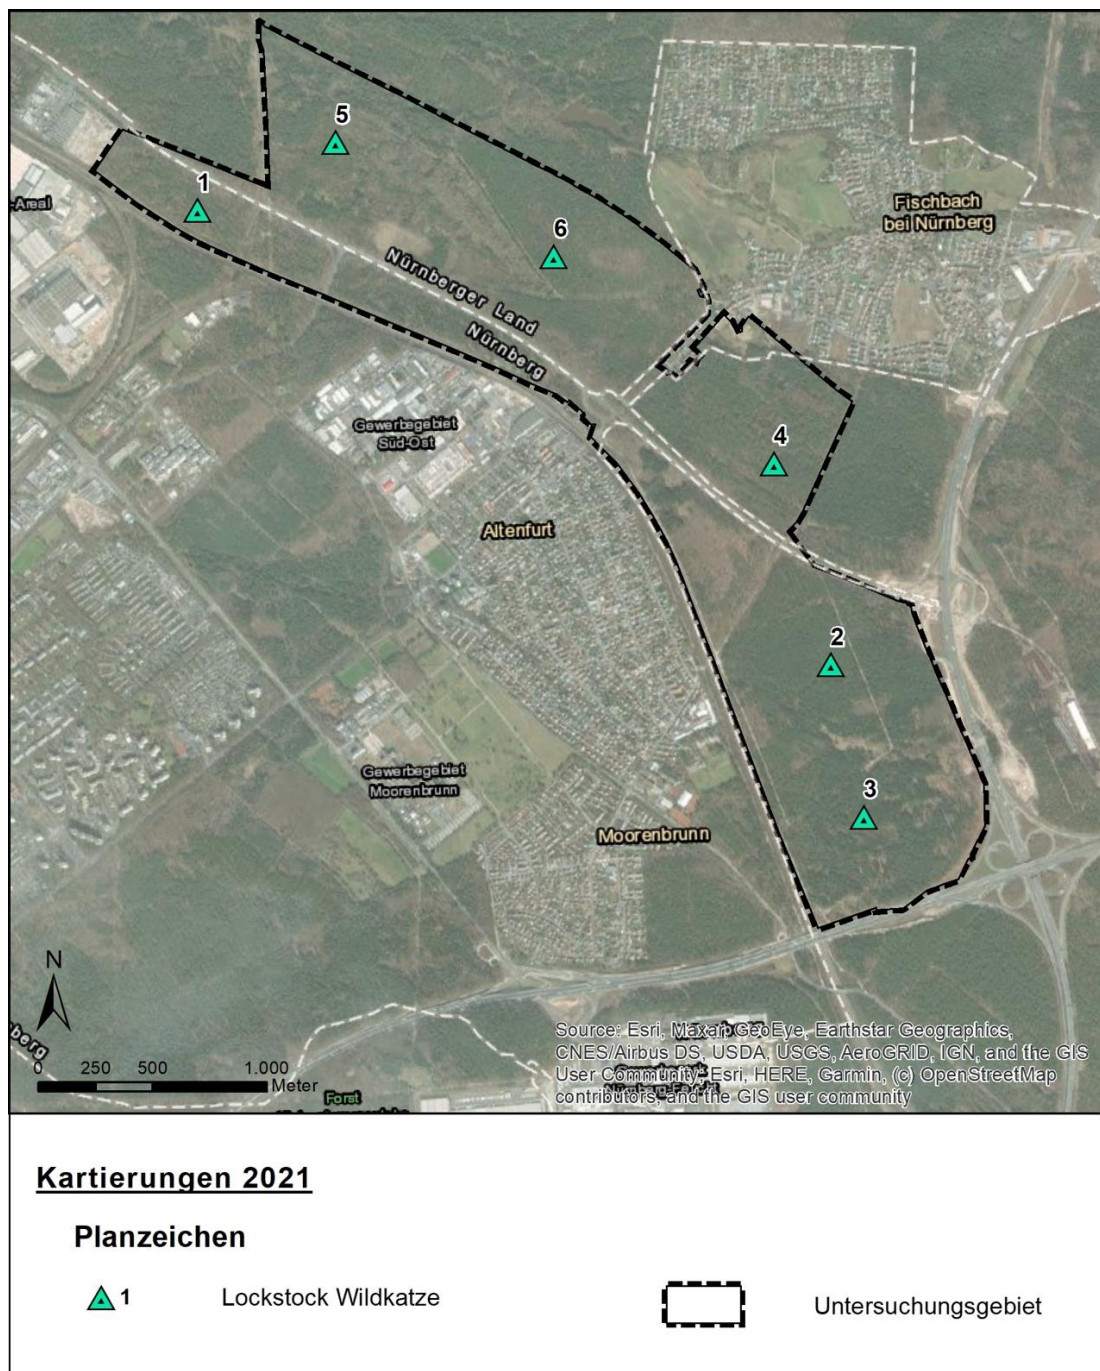 5
1
-Areal
6
Fischbach
bei Nürnberg
Nürnberger Land
Nürnberg
Gewerbegebiet
Süd-Ost
4
Altenfurt
2
Gewerbegebiet
Moorenbrunn
3
Moorenbrunn
N
berg
0 250 500 1.000
Meter
Source: Esri, Maxar, GeoEye, Earthstar Geographics,
CNES/Airbus DS, USDA, USGS, AeroGRID, IGN, and the GIS
User Community, Esri, HERE, Garmin, (c) OpenStreetMap
contributors, and the GIS user community
Forst
Kartierungen 2021
Planzeichen
1 Lockstock Wildkatze
Untersuchungsgebiet